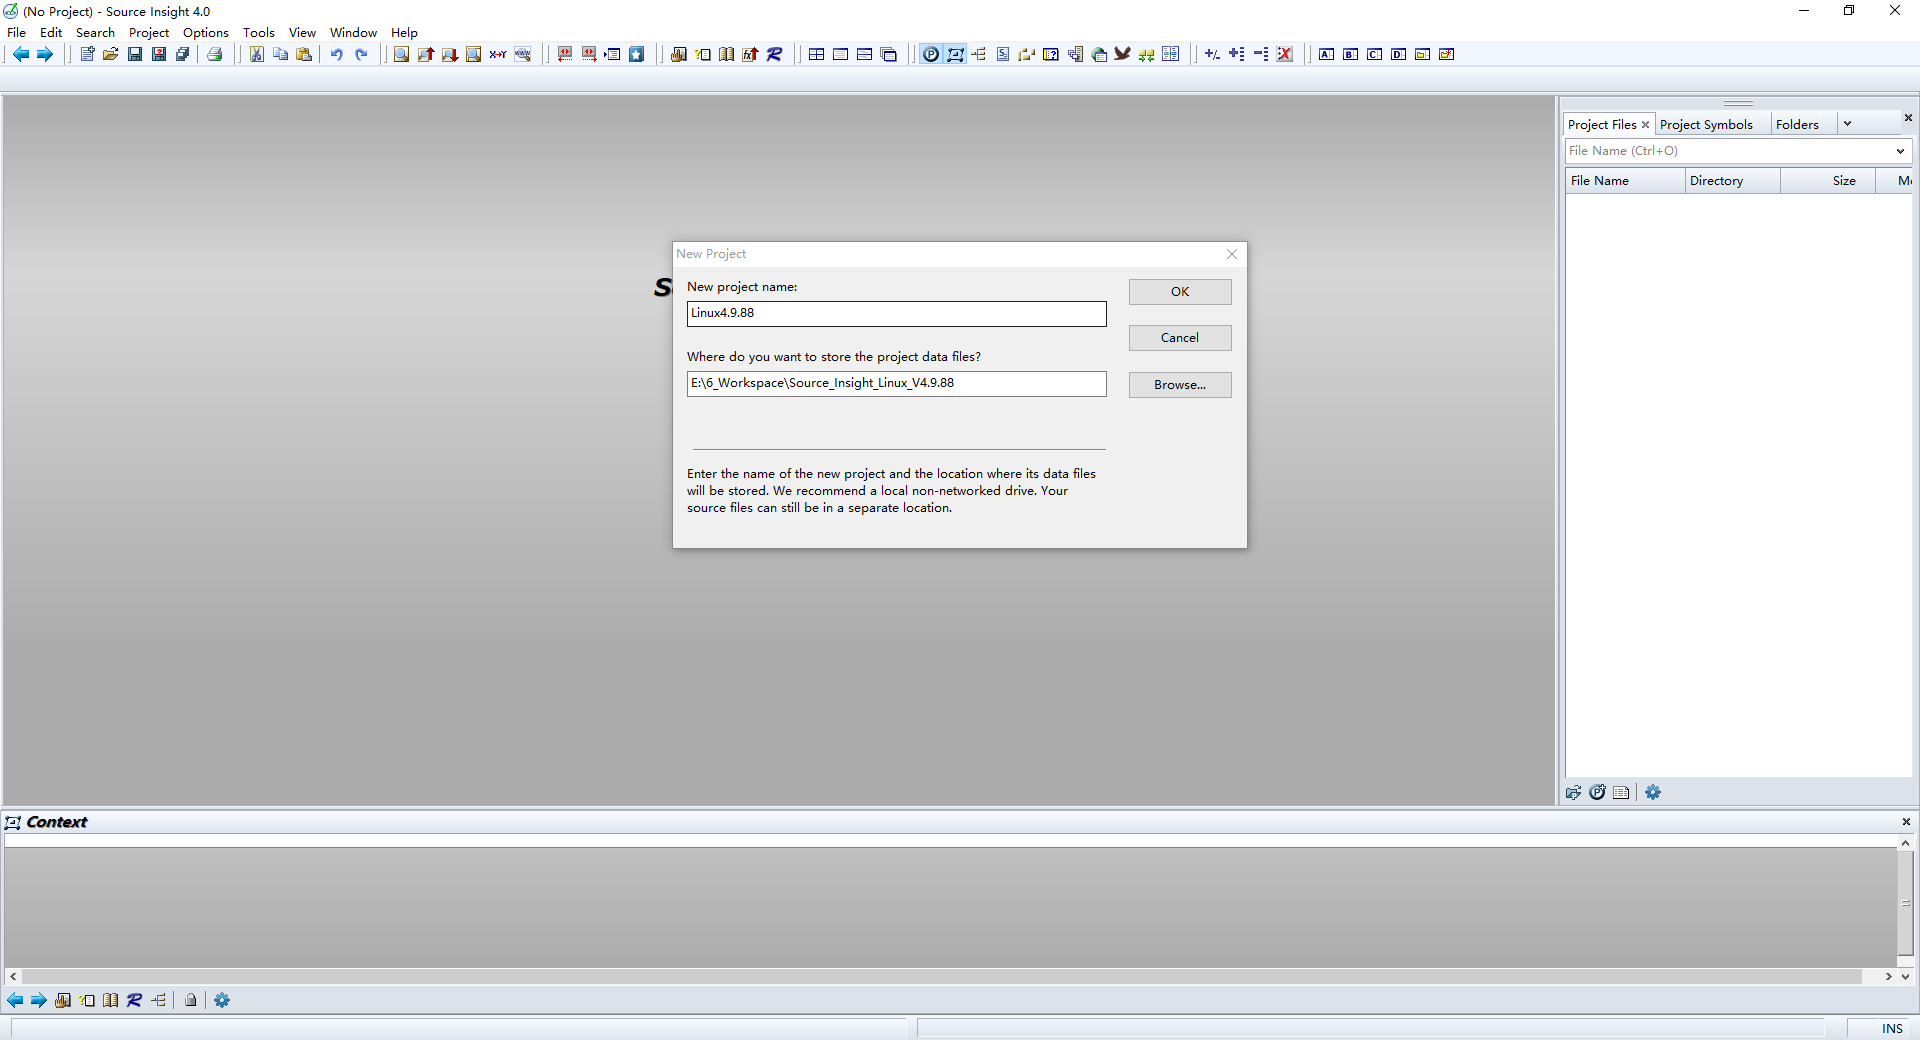 (No Project) - Source Insight 4.0
File Edit Search Project Options Tools View Window Help
Project Files Project Symbols Folders
File Name (Ctrl+O)
File Name Directory Size
New Project
New project name:
OK
Linux4.9.88
Cancel
Where do you want to store the project data files?
E:\6_Workspace\Source_Insight_Linux_V4.9.88
Browse...
Enter the name of the new project and the location where its data files
will be stored. We recommend a local non-networked drive. Your
source files can still be in a separate location.
Context
INS